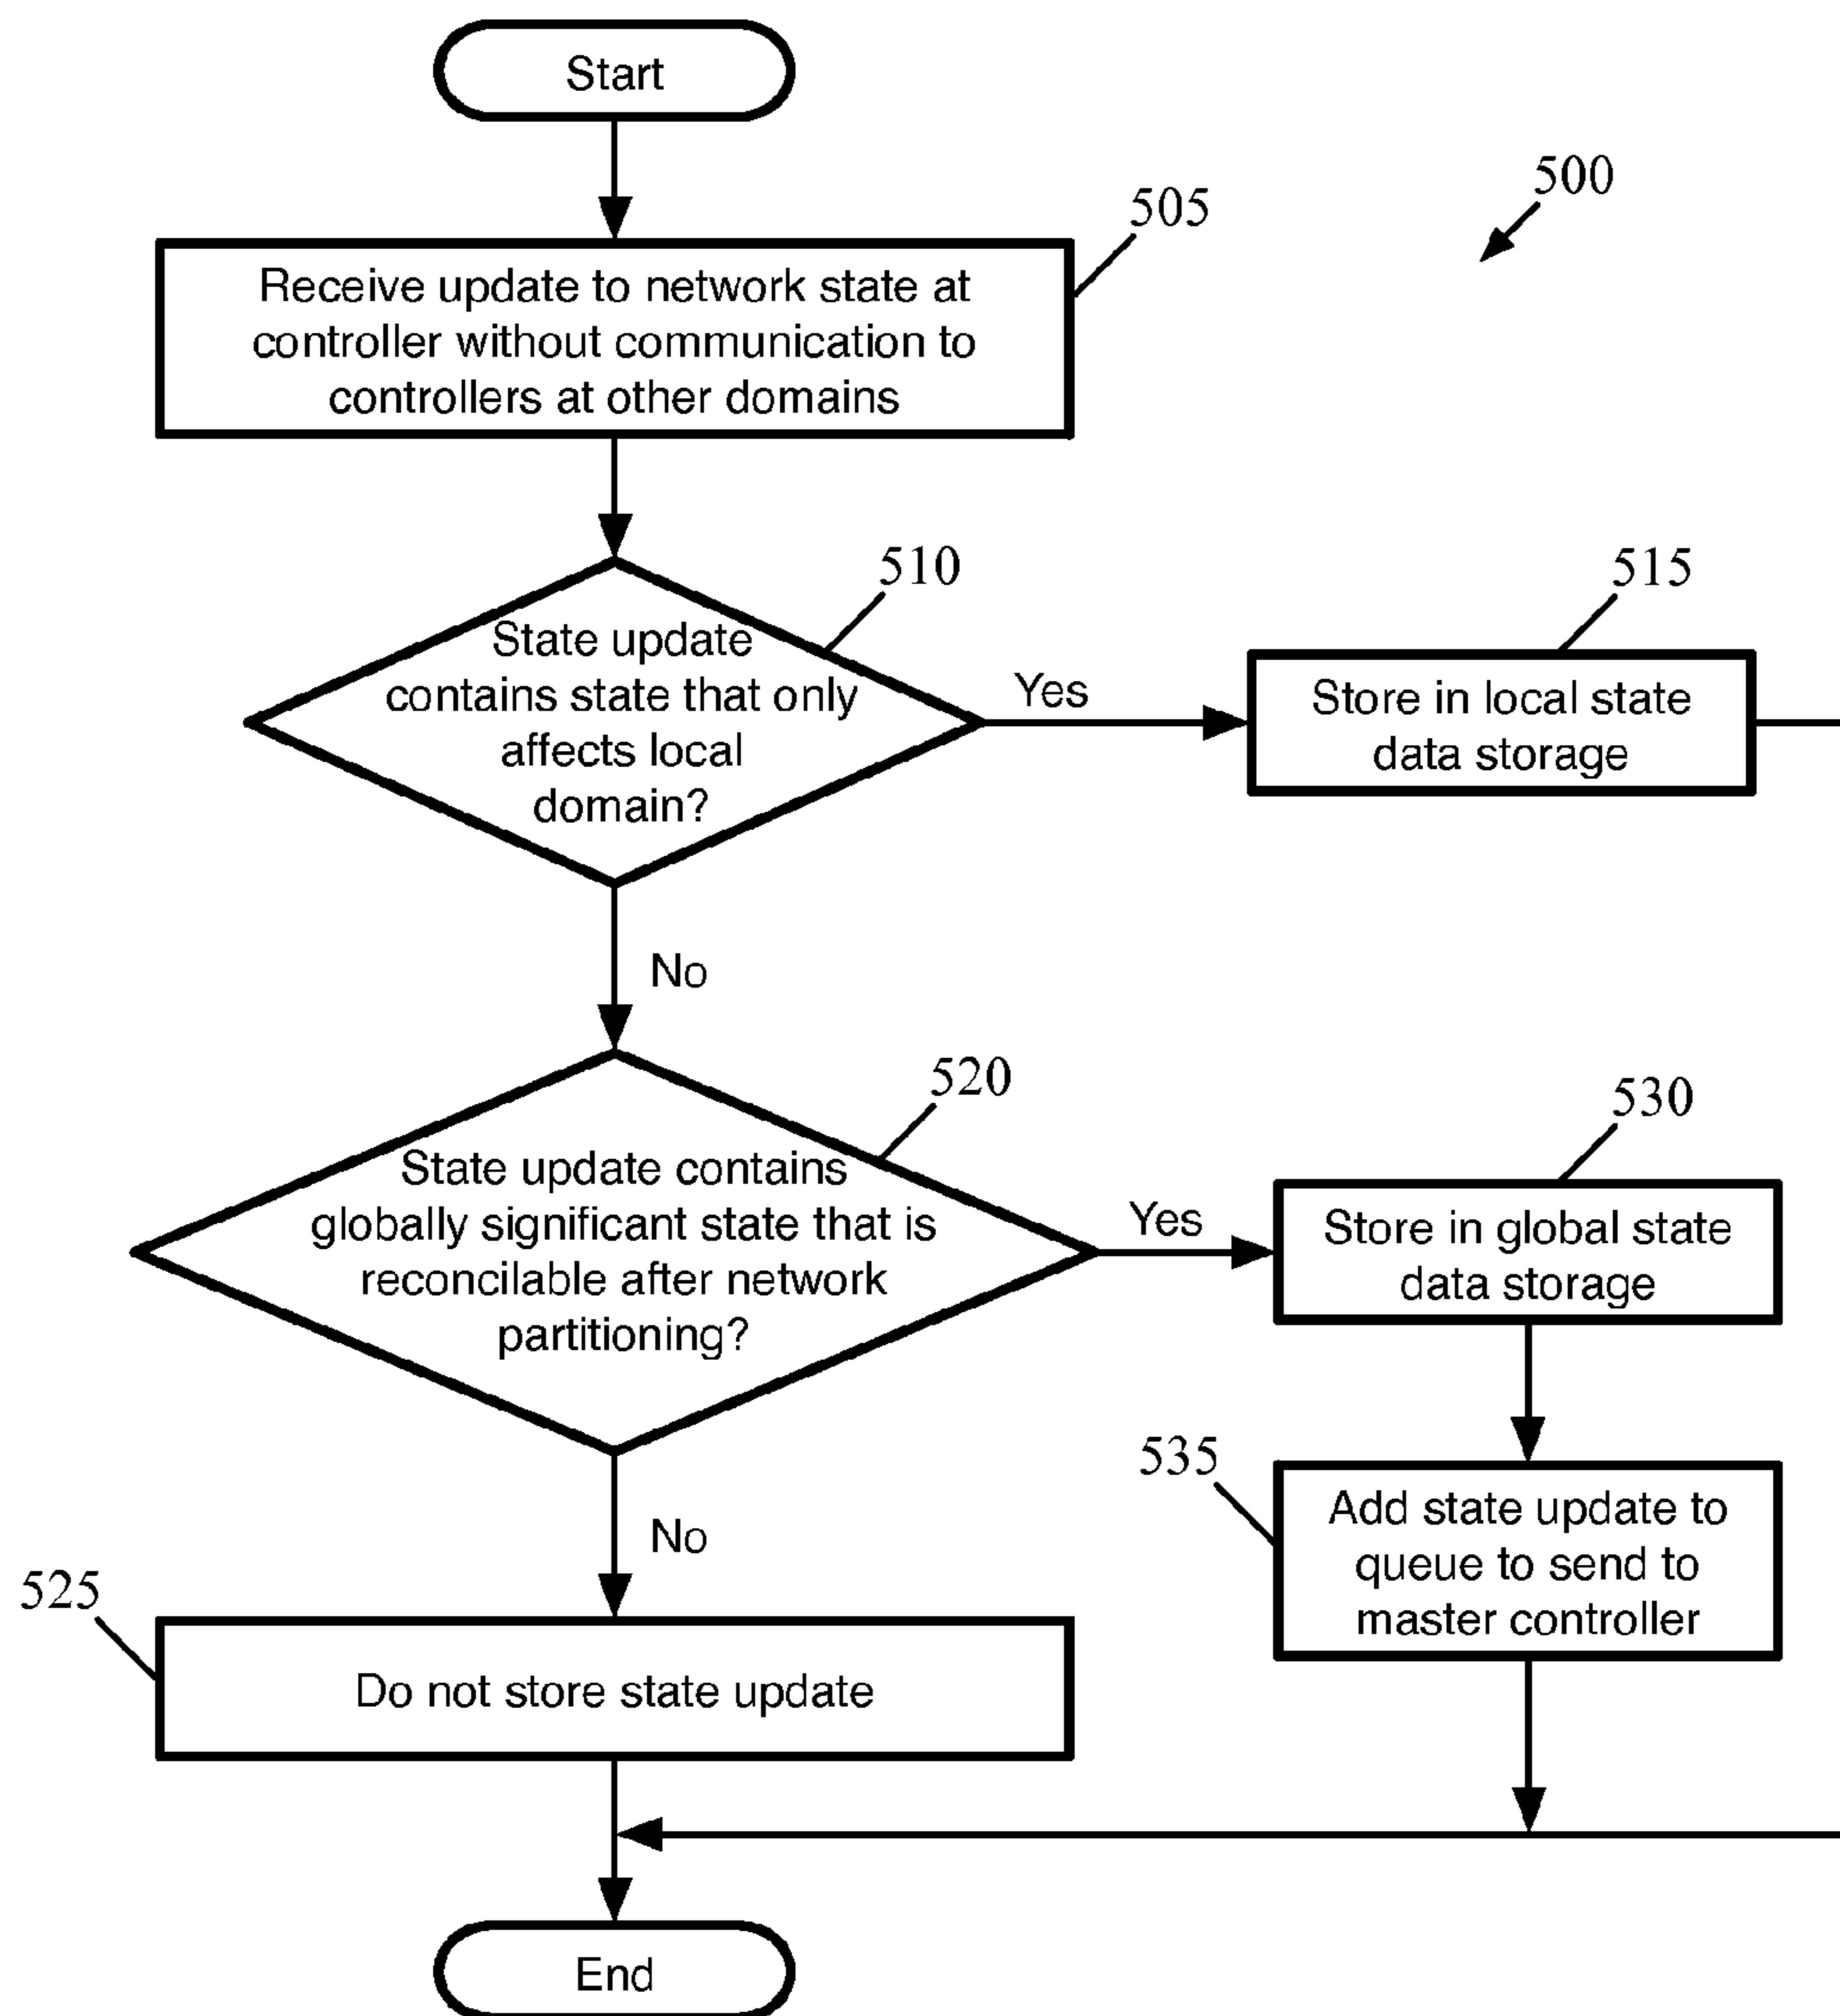 Start
500
505
Receive update to network state at
controller without communication to
controllers at other domains
510
State update
contains state that only
affects local
domain?
Yes
515
Store in local state
data storage
No
520
State update contains
globally significant state that is
reconcilable after network
partitioning?
Yes
530
Store in global state
data storage
535
Add state update to
queue to send to
master controller
No
525
Do not store state update
End